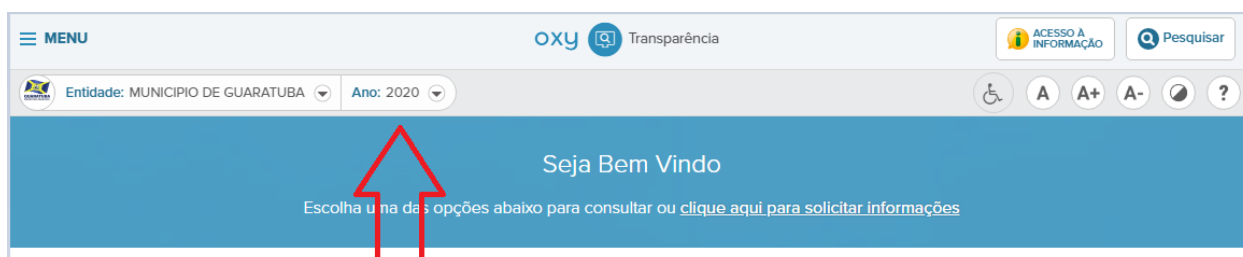 MENU
oxy Transparência
ACESSO À
INFORMAÇÃO
Pesquisar
GUARATUBA
Entidade: MUNICIPIO DE GUARATUBA
Ano: 2020
A A+ A- ?
Seja Bem Vindo
Escolha uma das opções abaixo para consultar ou clique aqui para solicitar informações